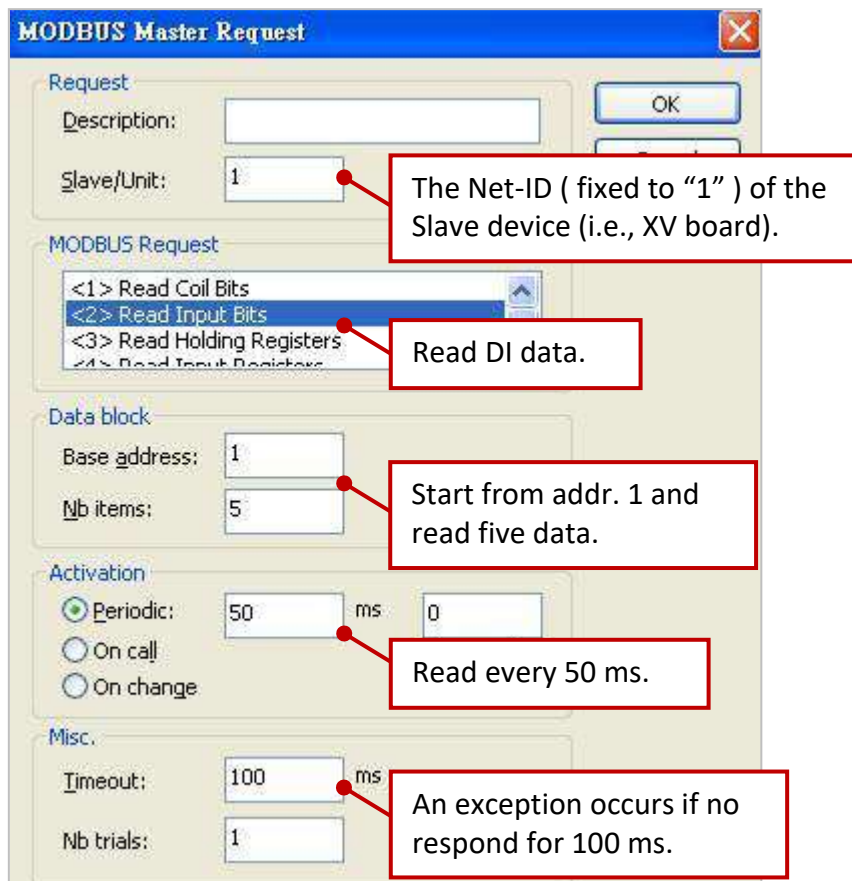 MODBUS Master Request
Request
Description:
OK
Slave/Unit: 1
The Net-ID ( fixed to “1” ) of the
Slave device (i.e., XV board).
MODBUS Request
<1> Read Coil Bits
<2> Read Input Bits
<3> Read Holding Registers
<4> Read Input Registers
Read DI data.
Data block
Base address: 1
Nb items: 5
Start from addr. 1 and
read five data.
Activation
Periodic: 50 ms 0
On call
On change
Read every 50 ms.
Misc.
Timeout: 100 ms
Nb trials: 1
An exception occurs if no
respond for 100 ms.